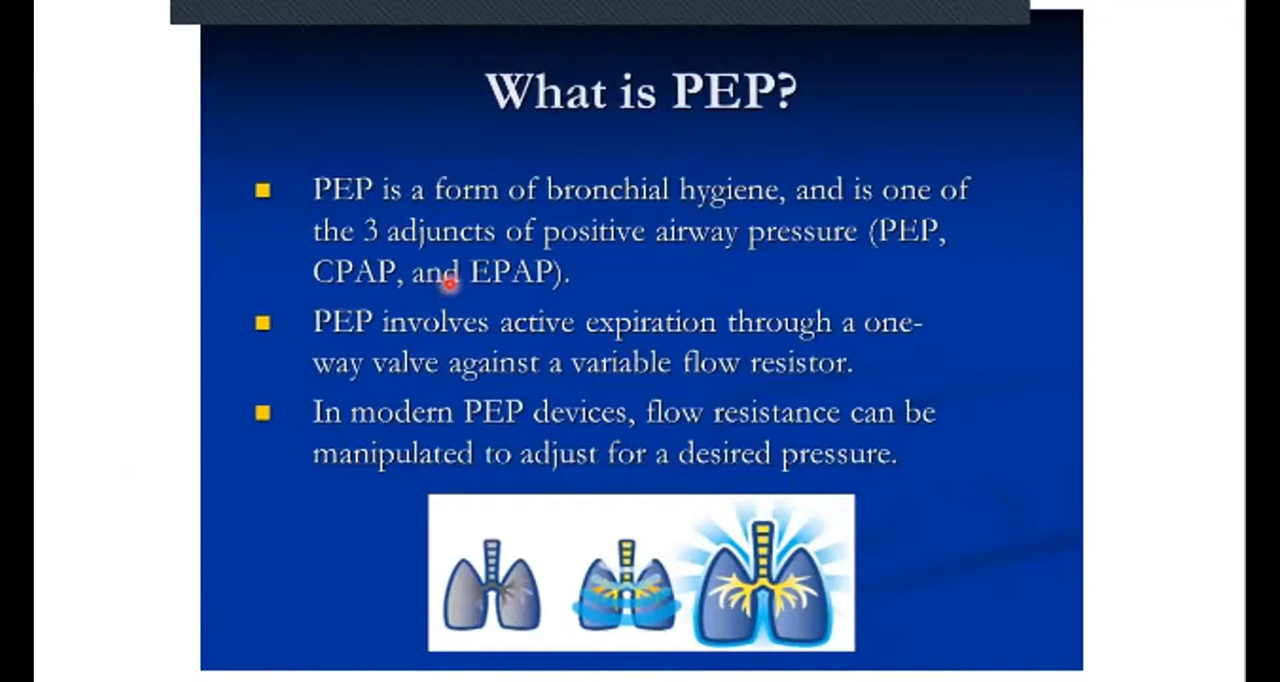 What is PEP?
PEP is a form of bronchial hygiene, and is one of
the 3 adjuncts of positive airway pressure (PEP,
CPAP, and EPAP).
PEP involves active expiration through a one-
way valve against a variable flow resistor.
In modern PEP devices, flow resistance can be
manipulated to adjust for a desired pressure.